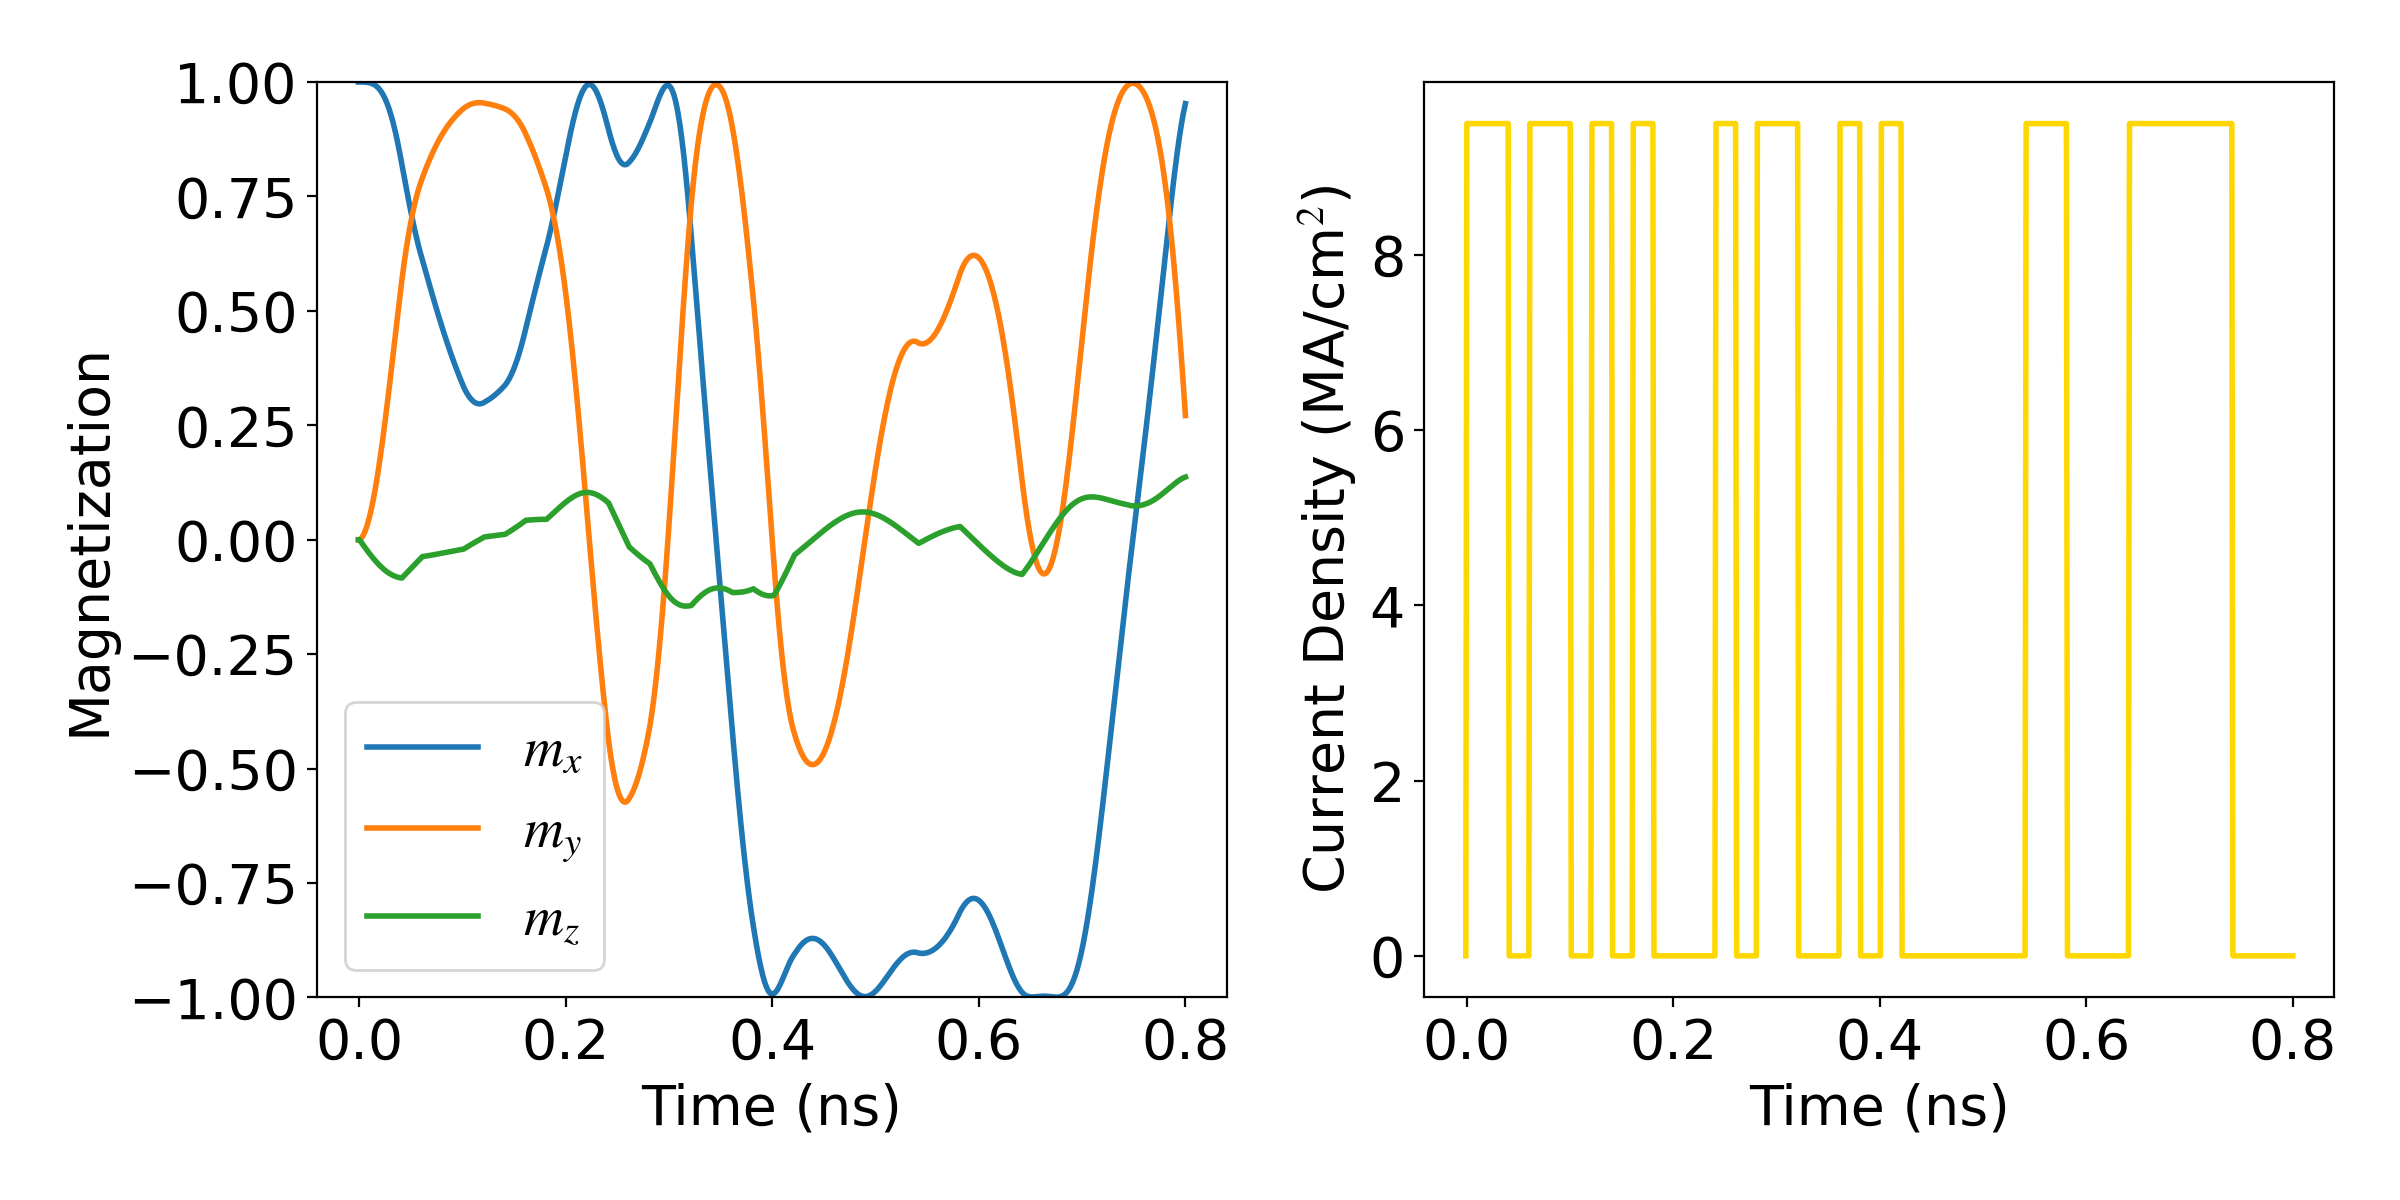 1.00
0.75
0.50
0.25
0.00
−0.25
−0.50
−0.75
−1.00
Magnetization
m_x
m_y
m_z
0.0 0.2 0.4 0.6 0.8
Time (ns)
8
6
4
2
0
Current Density (MA/cm²)
0.0 0.2 0.4 0.6 0.8
Time (ns)